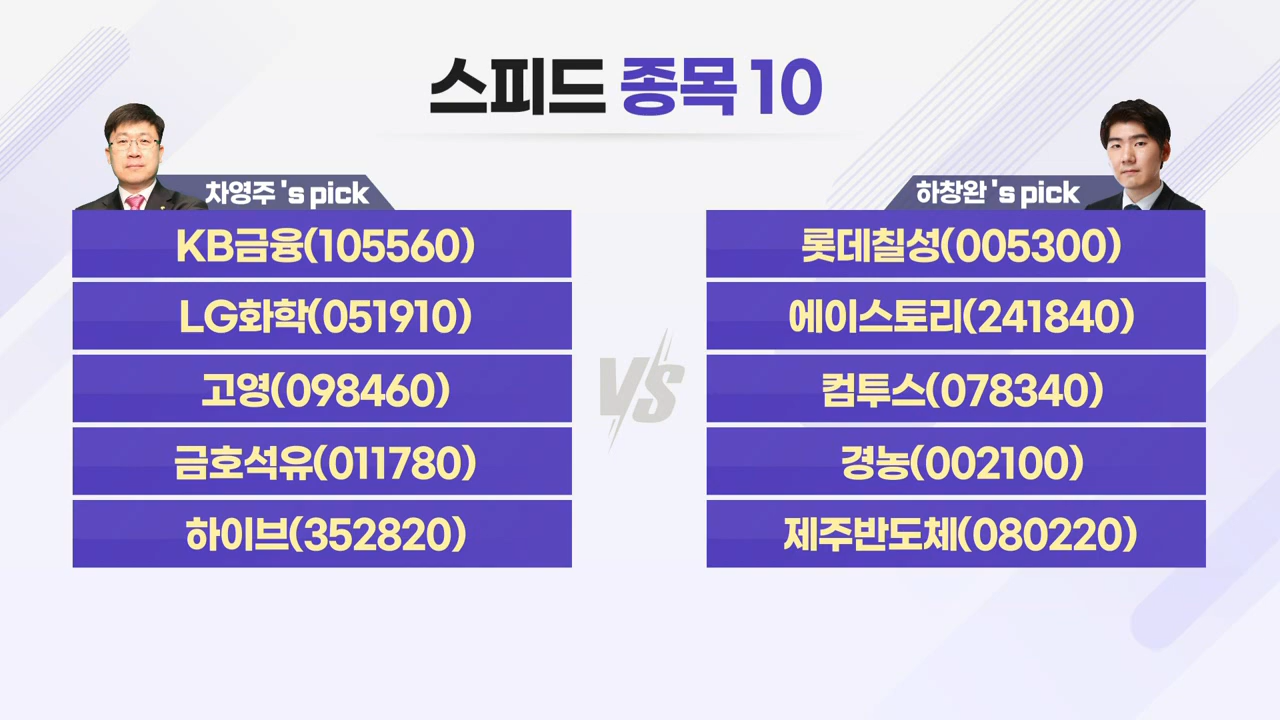 스피드 종목 10
차영주 's pick
KB금융(105560)
LG화학(051910)
고영(098460)
금호석유(011780)
하이브(352820)
VS
하창완 's pick
롯데칠성(005300)
에이스토리(241840)
컴투스(078340)
경농(002100)
제주반도체(080220)